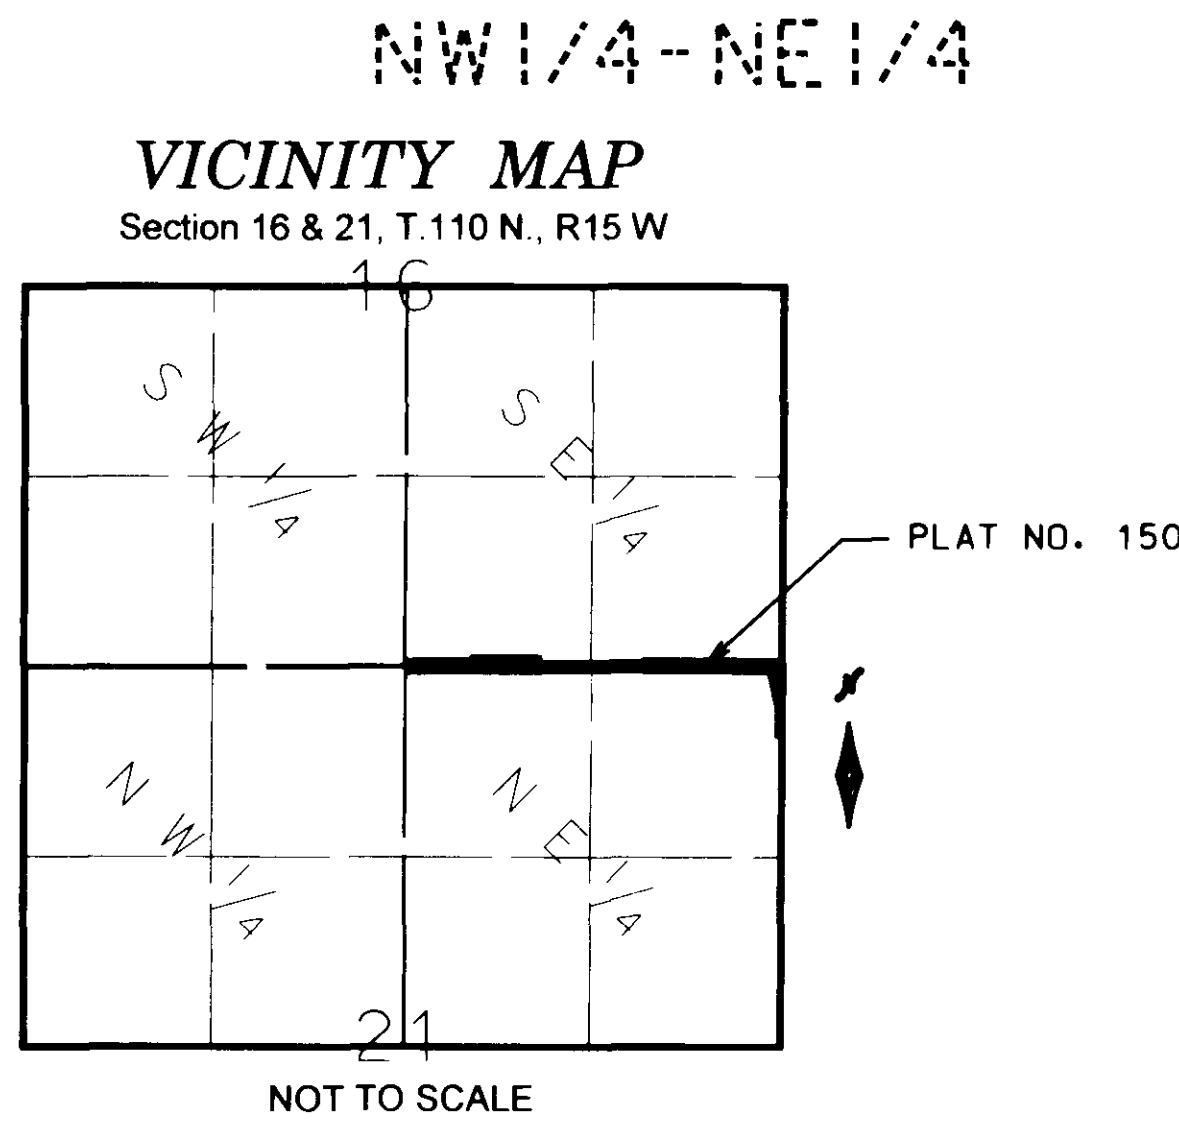 NW1/4-NE1/4
VICINITY MAP
Section 16 & 21, T.110 N., R15 W
16
SW1/4
SE1/4
PLAT NO. 150
N
NW1/4
NE1/4
21
NOT TO SCALE